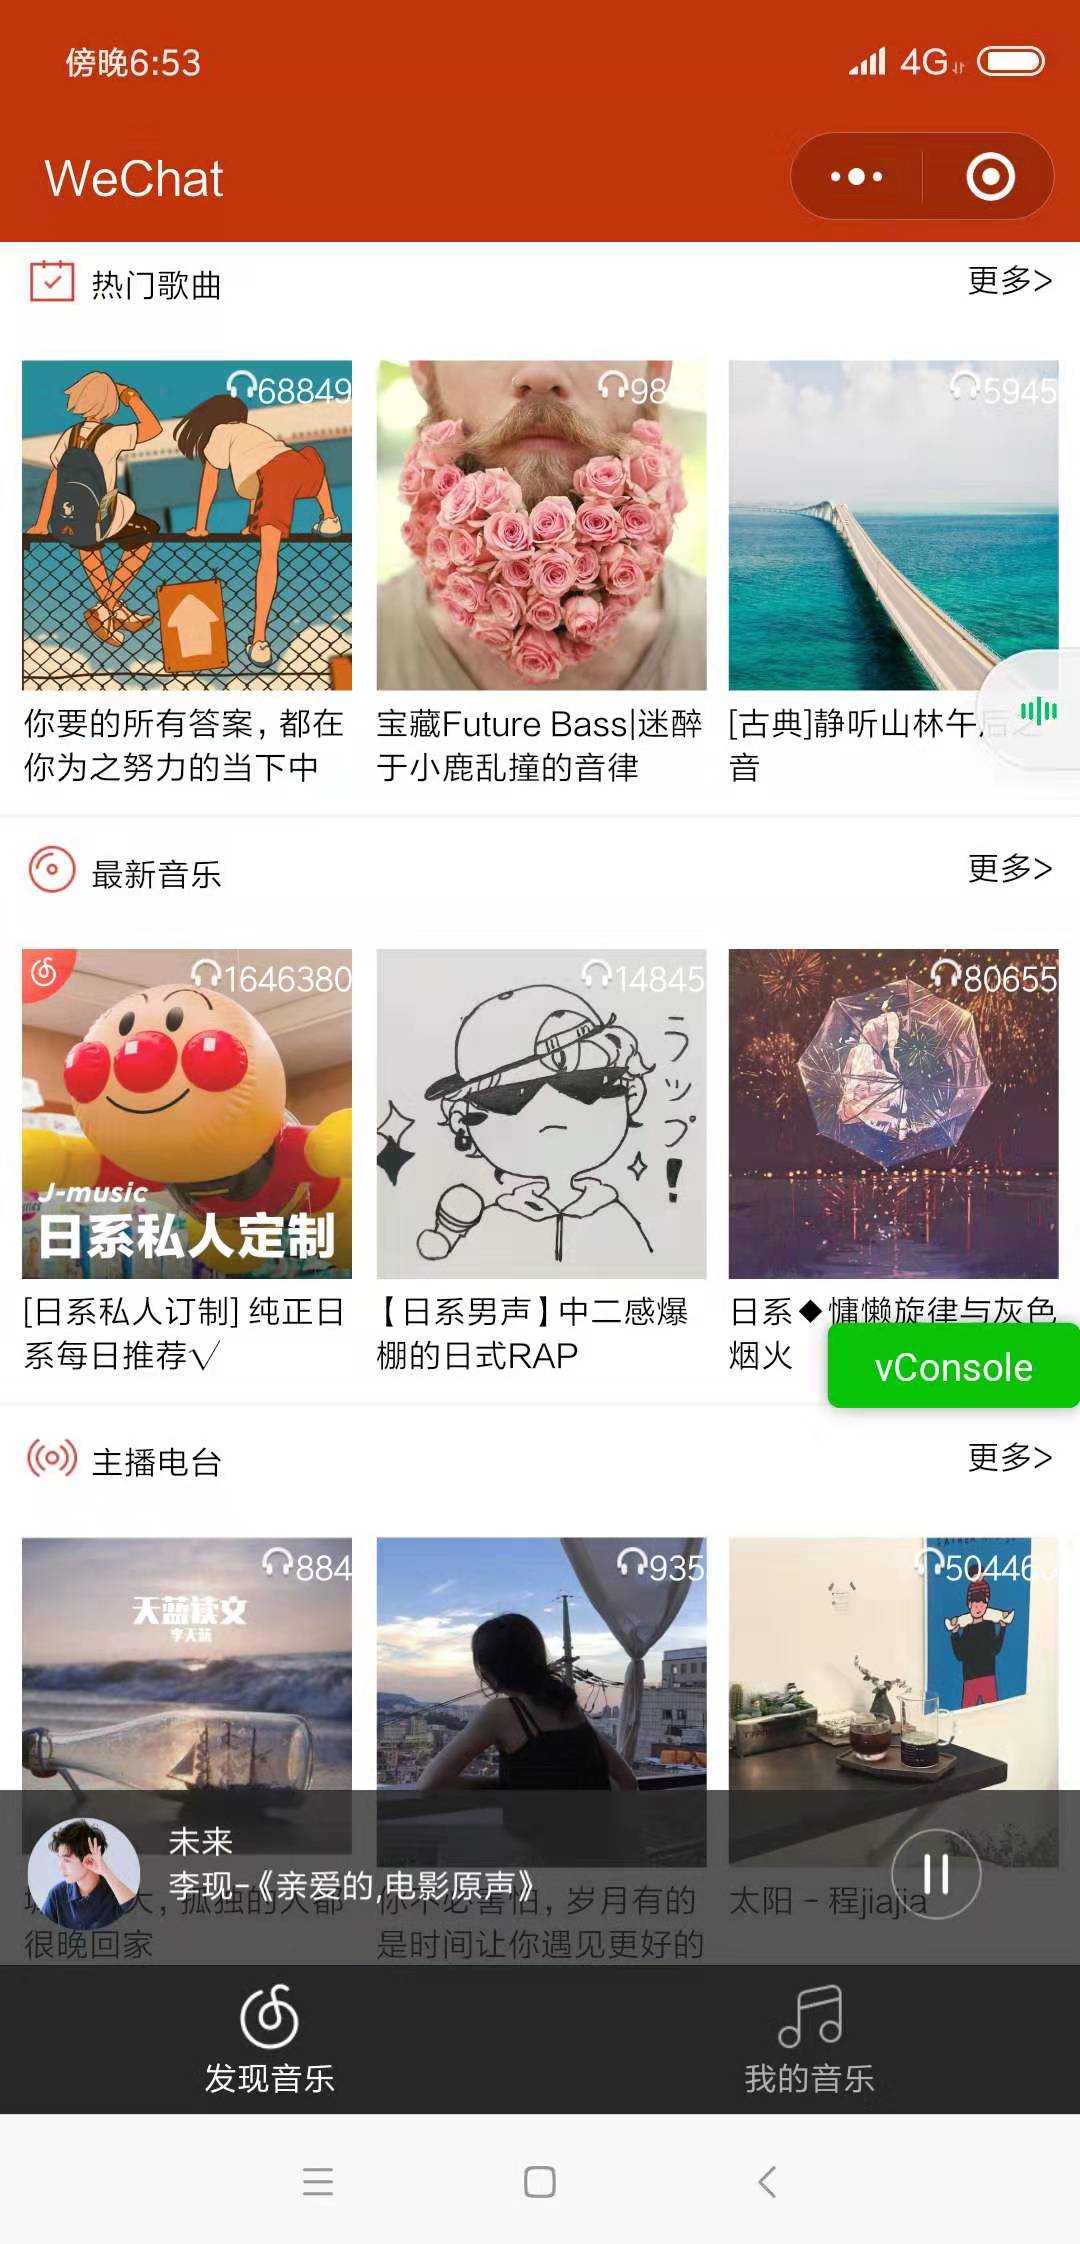 傍晚6:53
4G
WeChat
热门歌曲
更多>
68849
98
5945
你要的所有答案，都在
你为之努力的当下中
宝藏Future Bass|迷醉
于小鹿乱撞的音律
[古典]静听山林午后之
音
最新音乐
更多>
1646380
14845
80655
J-music
日系私人定制
ラップ!
[日系私人订制] 纯正日
系每日推荐√
【日系男声】中二感爆
棚的日式RAP
日系◆慵懒旋律与灰色
烟火
vConsole
主播电台
更多>
884
935
504460
天蓝读文
李天蓝
未来
李现-《亲爱的,电影原声》
大，孤独的人都
很晚回家
你不必害怕，岁月有的
是时间让你遇见更好的
太阳 - 程jiajia
发现音乐
我的音乐